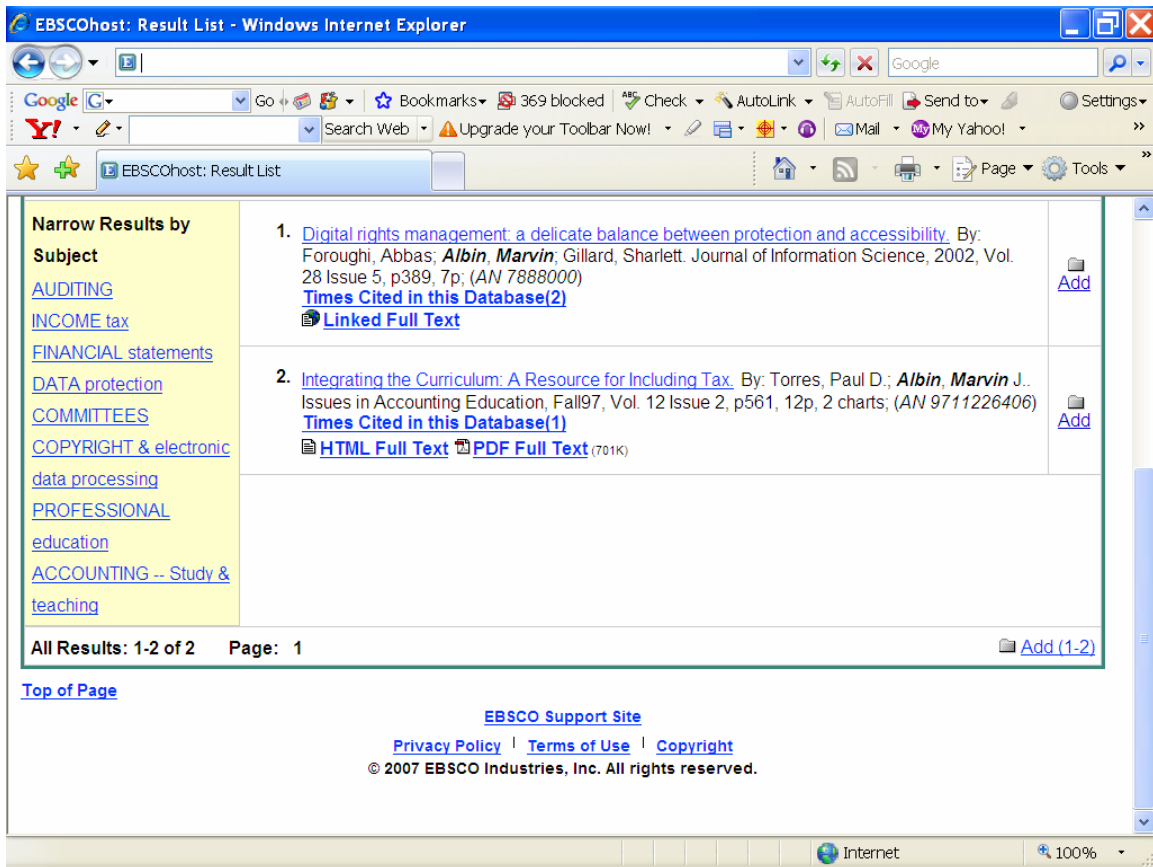 EBSCOhost: Result List - Windows Internet Explorer
Google
Google G Go Bookmarks 369 blocked Check AutoLink AutoFill Send to Settings
Y! Search Web Upgrade your Toolbar Now! Mail My Yahoo! »
EBSCOhost: Result List Page Tools »
Narrow Results by
Subject
AUDITING
INCOME tax
FINANCIAL statements
DATA protection
COMMITTEES
COPYRIGHT & electronic
data processing
PROFESSIONAL
education
ACCOUNTING -- Study &
teaching
1. Digital rights management: a delicate balance between protection and accessibility. By:
Foroughi, Abbas; Albin, Marvin; Gillard, Sharlett. Journal of Information Science, 2002, Vol.
28 Issue 5, p389, 7p; (AN 7888000)
Times Cited in this Database(2)
Linked Full Text
Add
2. Integrating the Curriculum: A Resource for Including Tax. By: Torres, Paul D.; Albin, Marvin J..
Issues in Accounting Education, Fall97, Vol. 12 Issue 2, p561, 12p, 2 charts; (AN 9711226406)
Times Cited in this Database(1)
HTML Full Text PDF Full Text (701K)
Add
All Results: 1-2 of 2 Page: 1 Add (1-2)
Top of Page
EBSCO Support Site
Privacy Policy | Terms of Use | Copyright
© 2007 EBSCO Industries, Inc. All rights reserved.
Internet 100%